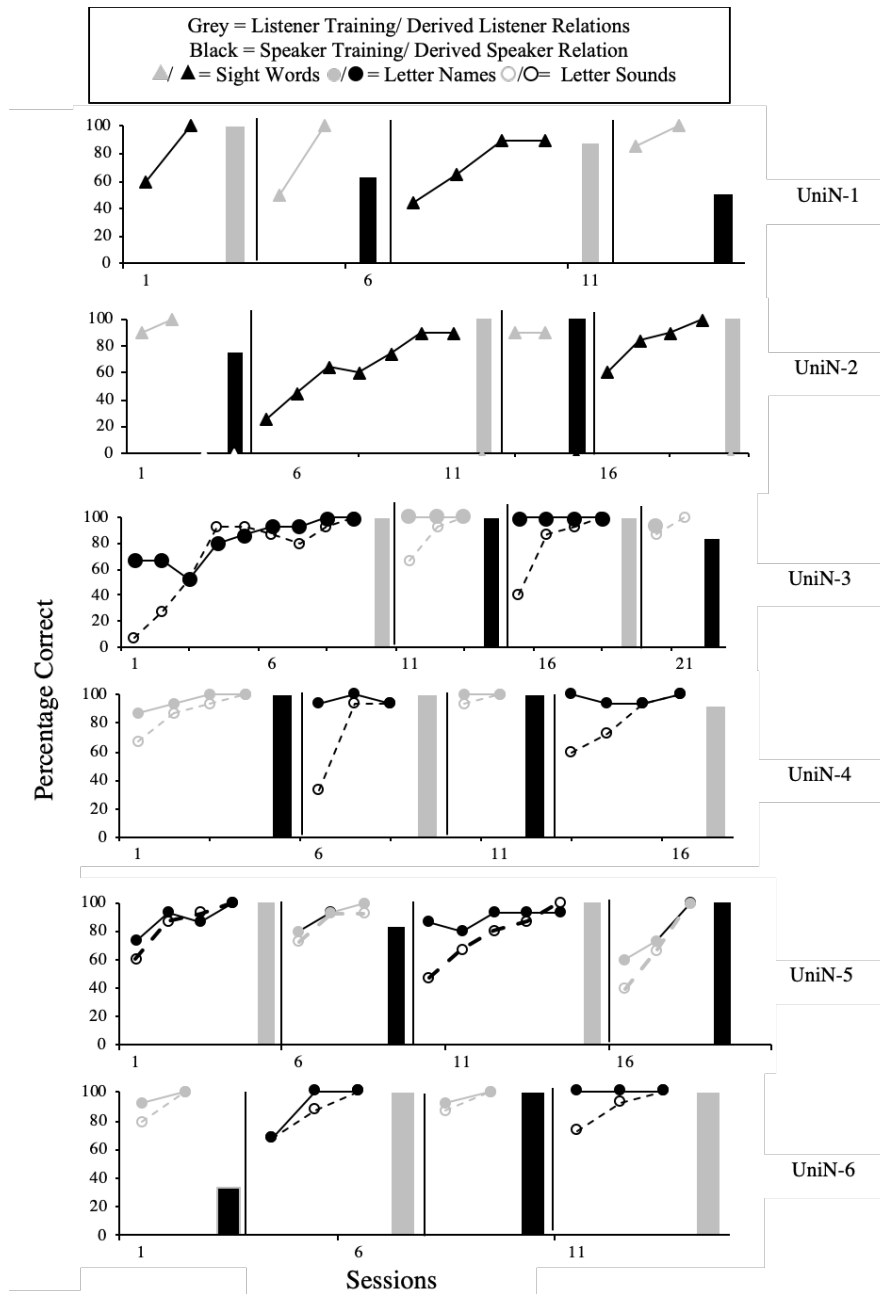 Grey = Listener Training/ Derived Listener Relations
Black = Speaker Training/ Derived Speaker Relation
/ = Sight Words / = Letter Names / = Letter Sounds
100
80
60
40
20
0
1 6 11
UniN-1
100
80
60
40
20
0
1 6 11 16
UniN-2
100
80
60
40
20
0
1 6 11 16 21
UniN-3
Percentage Correct
100
80
60
40
20
0
1 6 11 16
UniN-4
100
80
60
40
20
0
1 6 11 16
UniN-5
100
80
60
40
20
0
1 6 11
UniN-6
Sessions